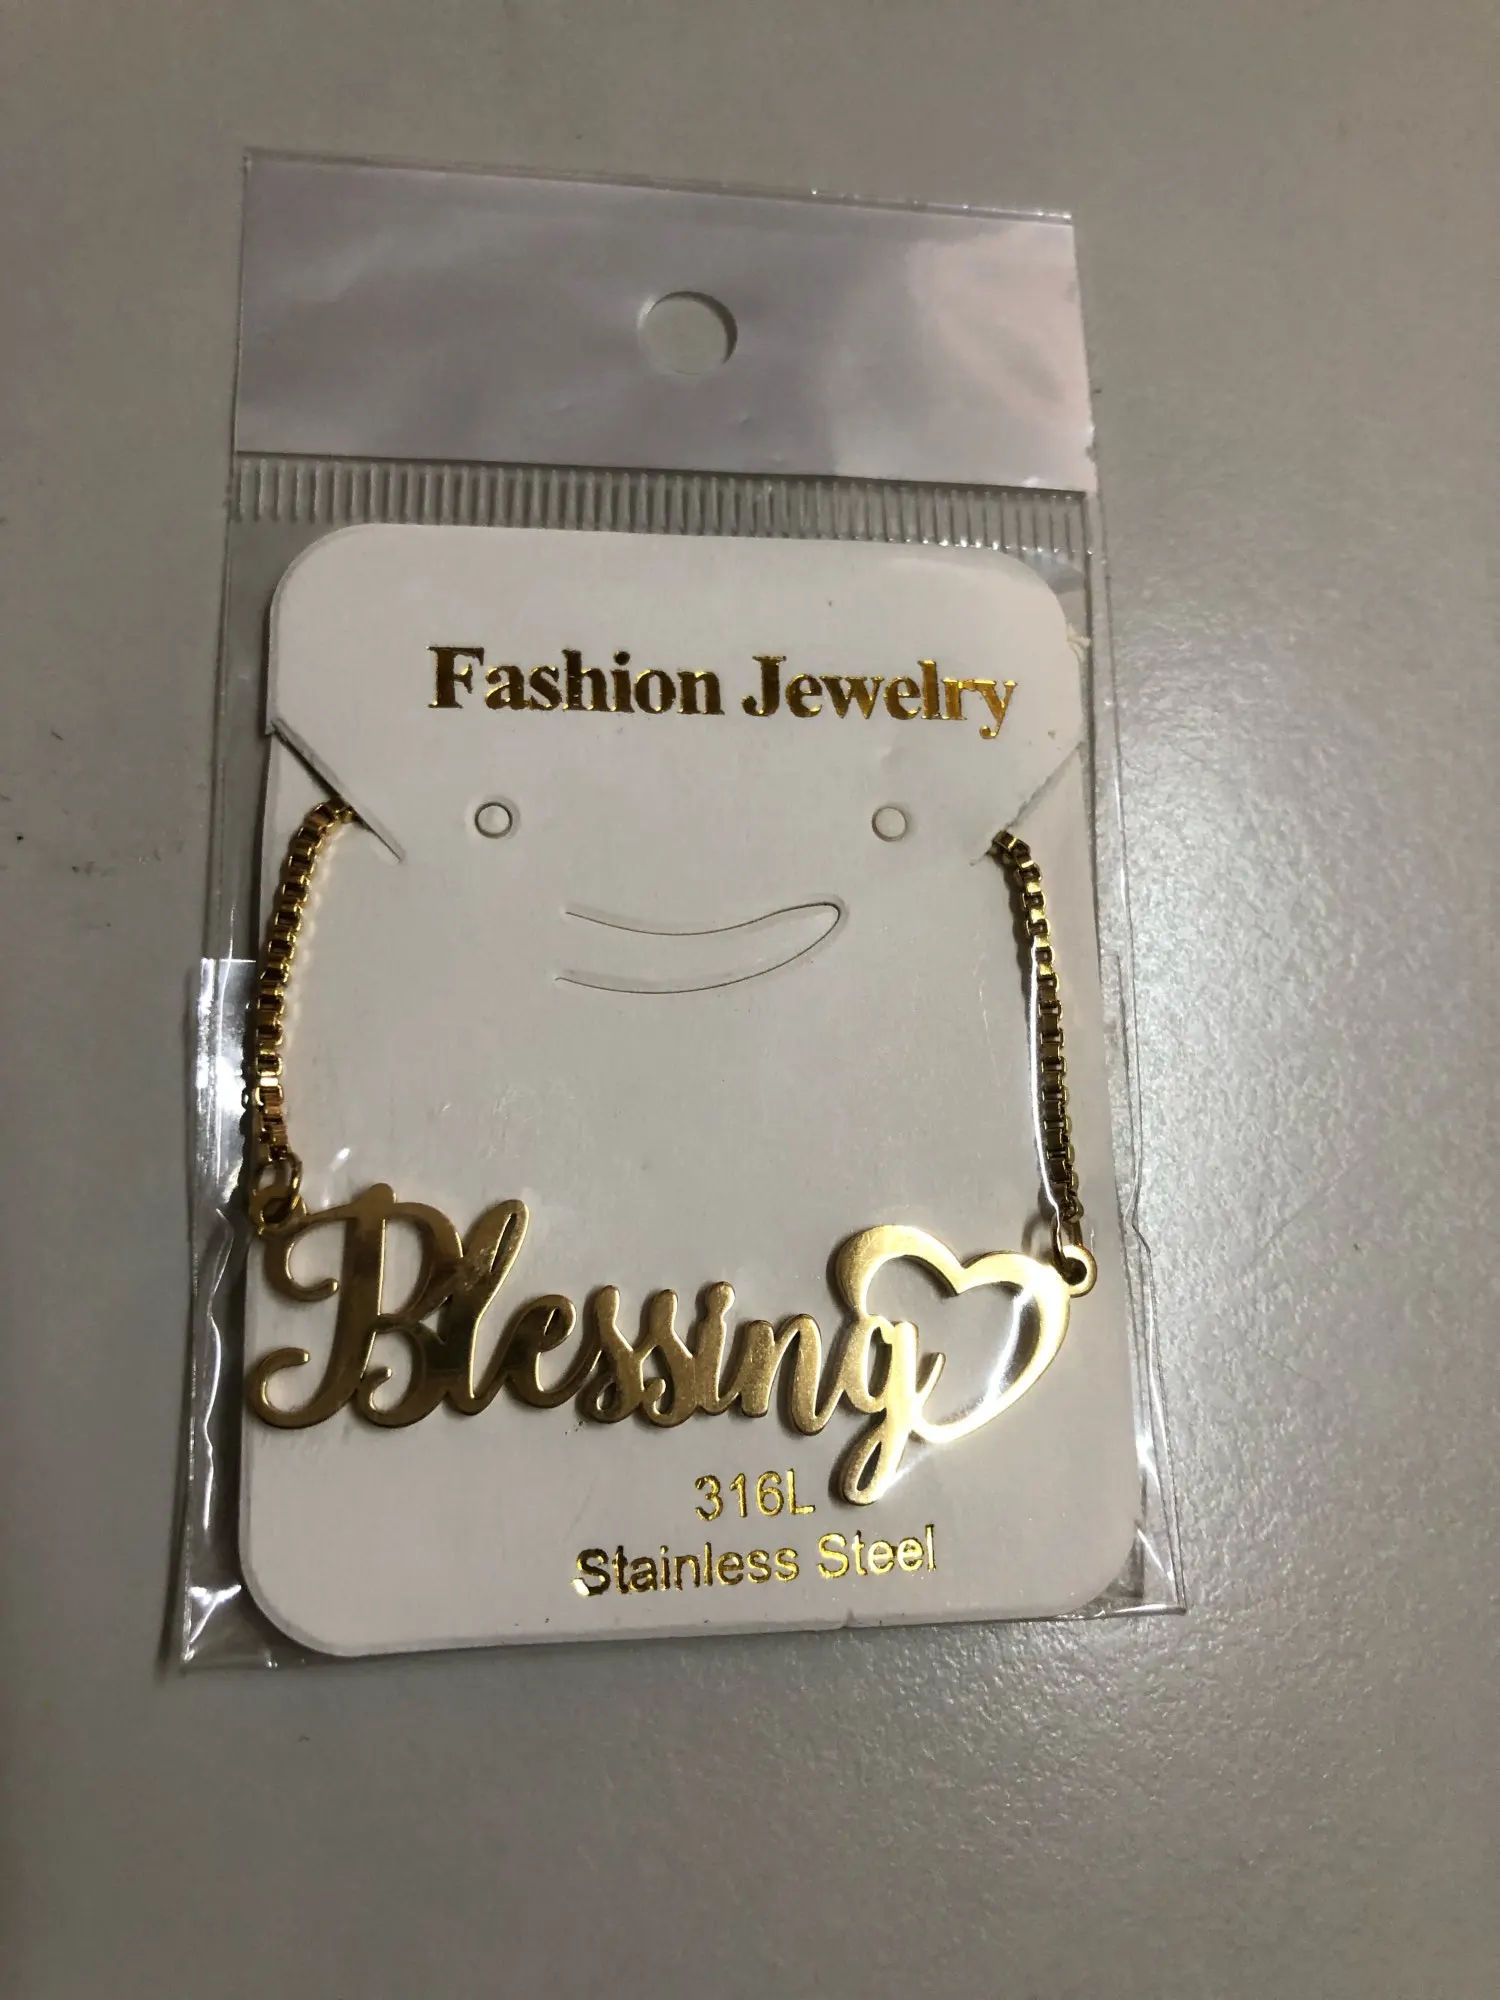 Fashion Jewelry
Blessing
316L
Stainless Steel